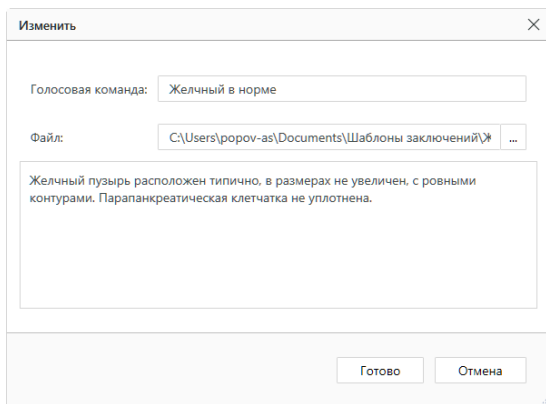 Изменить
Голосовая команда: Желчный в норме
Файл: C:\Users\popov-as\Documents\Шаблоны заключений\Ж ...
Желчный пузырь расположен типично, в размерах не увеличен, с ровными
контурами. Парапанкреатическая клетчатка не уплотнена.
Готово Отмена